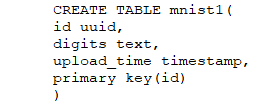 CREATE TABLE mnist1(
id uuid,
digits text,
upload_time timestamp,
primary key(id)
)